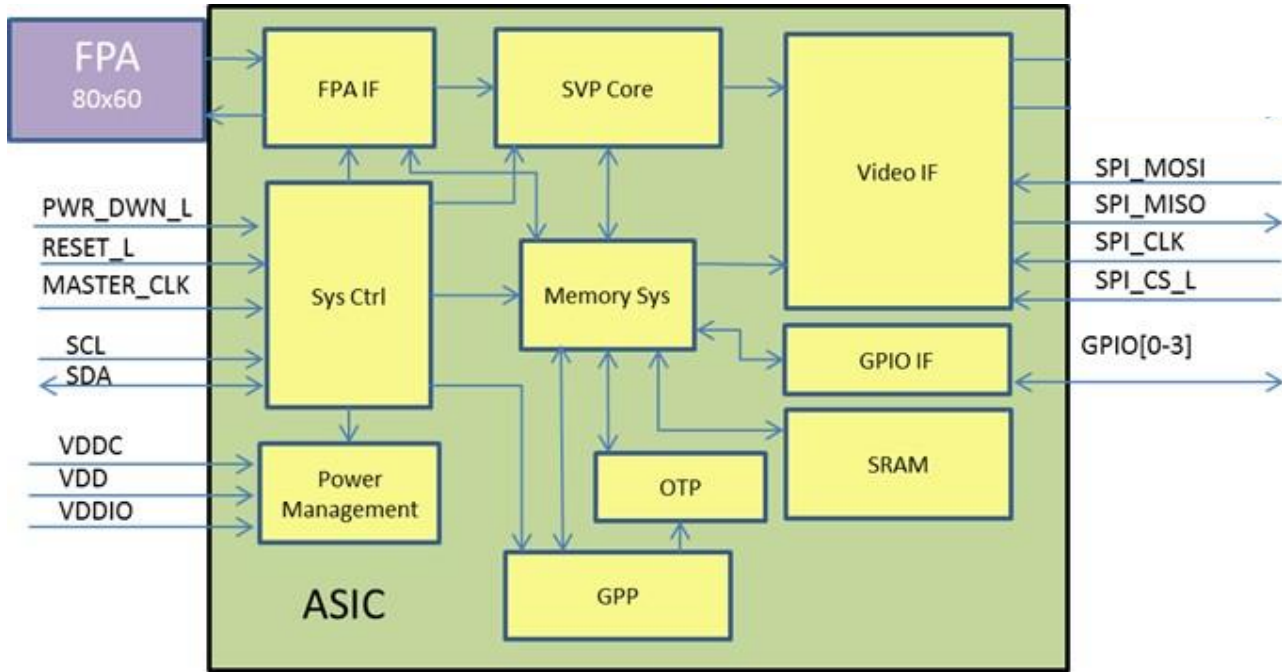 FPA
80x60
FPA IF
SVP Core
Video IF
SPI_MOSI
SPI_MISO
SPI_CLK
SPI_CS_L
PWR_DWN_L
RESET_L
MASTER_CLK
Sys Ctrl
Memory Sys
SCL
SDA
GPIO IF
GPIO[0-3]
VDDC
VDD
VDDIO
Power
Management
OTP
SRAM
GPP
ASIC